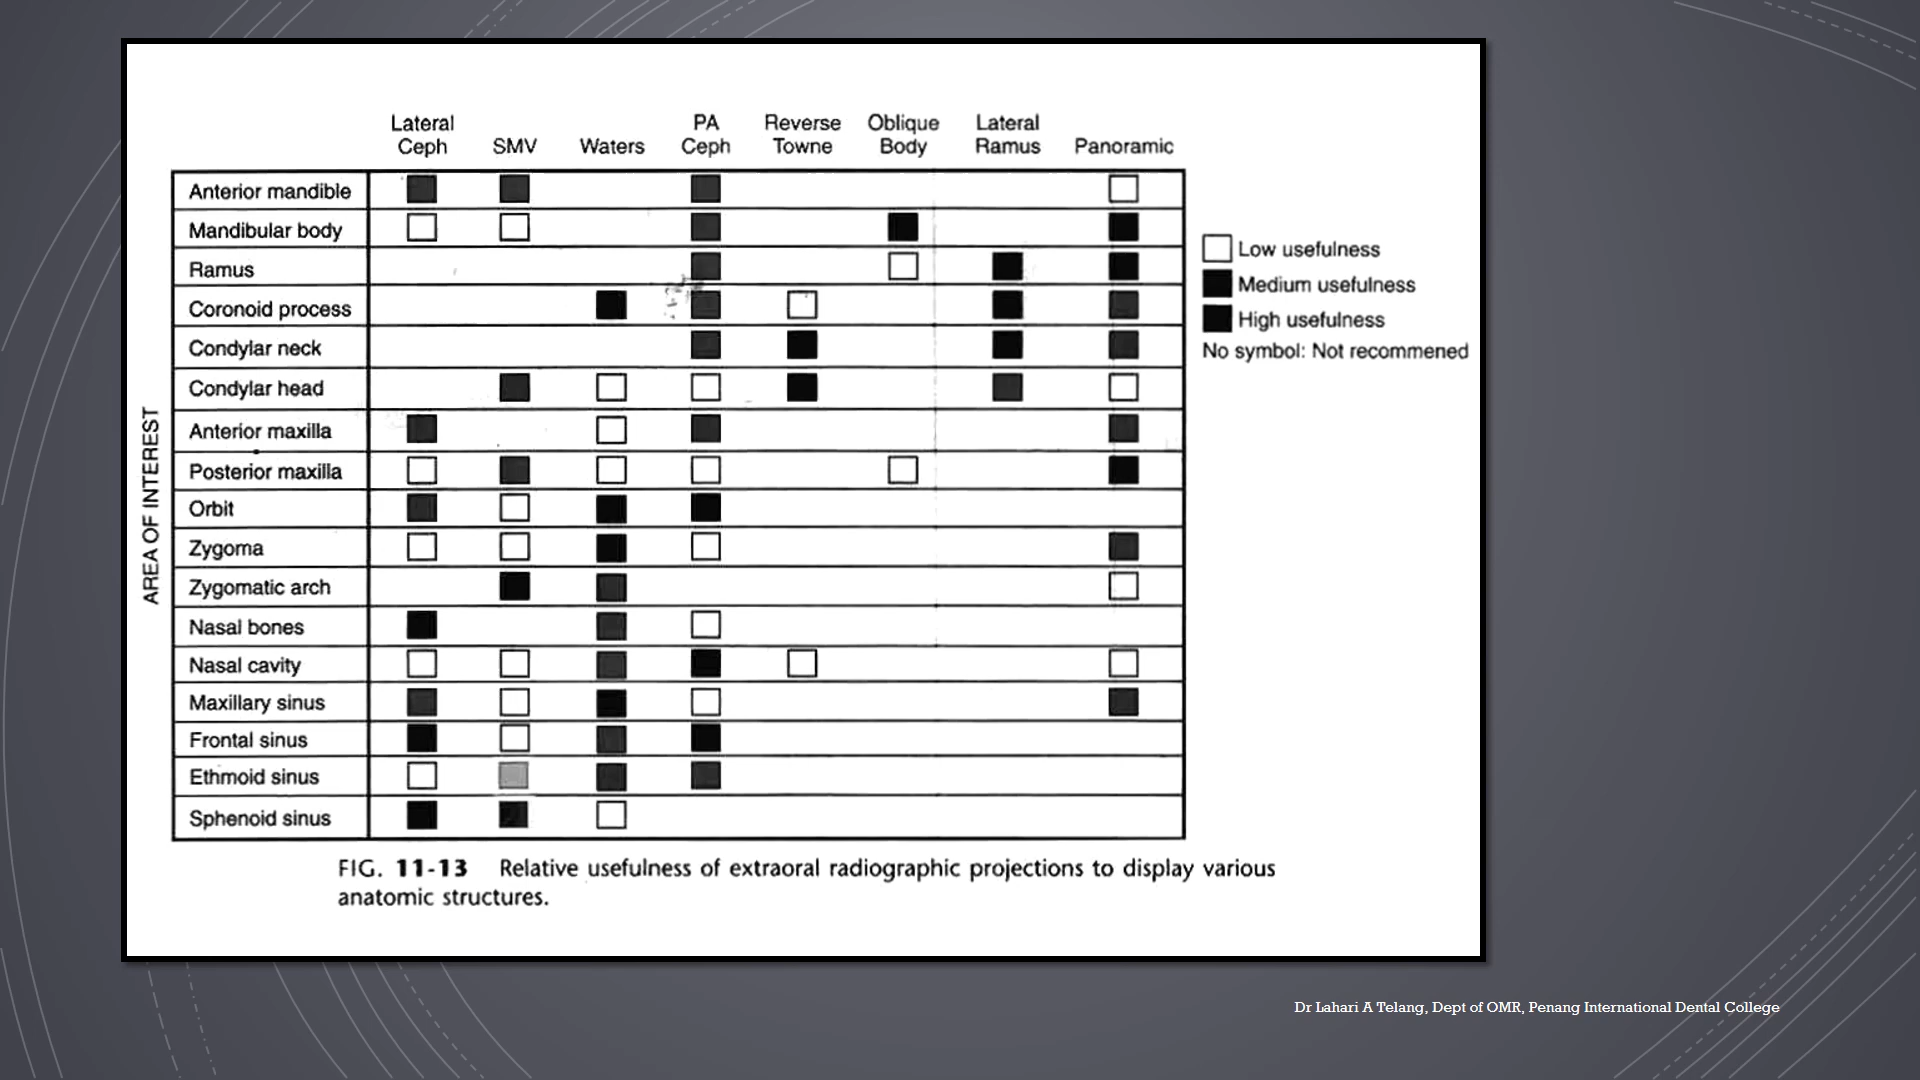 Lateral Ceph
SMV
Waters
PA Ceph
Reverse Towne
Oblique Body
Lateral Ramus
Panoramic
AREA OF INTEREST
Anterior mandible
Mandibular body
Ramus
Coronoid process
Condylar neck
Condylar head
Anterior maxilla
Posterior maxilla
Orbit
Zygoma
Zygomatic arch
Nasal bones
Nasal cavity
Maxillary sinus
Frontal sinus
Ethmoid sinus
Sphenoid sinus
Low usefulness
Medium usefulness
High usefulness
No symbol: Not recommened
FIG. 11-13 Relative usefulness of extraoral radiographic projections to display various
anatomic structures.
Dr Lahari A Telang, Dept of OMR, Penang International Dental College